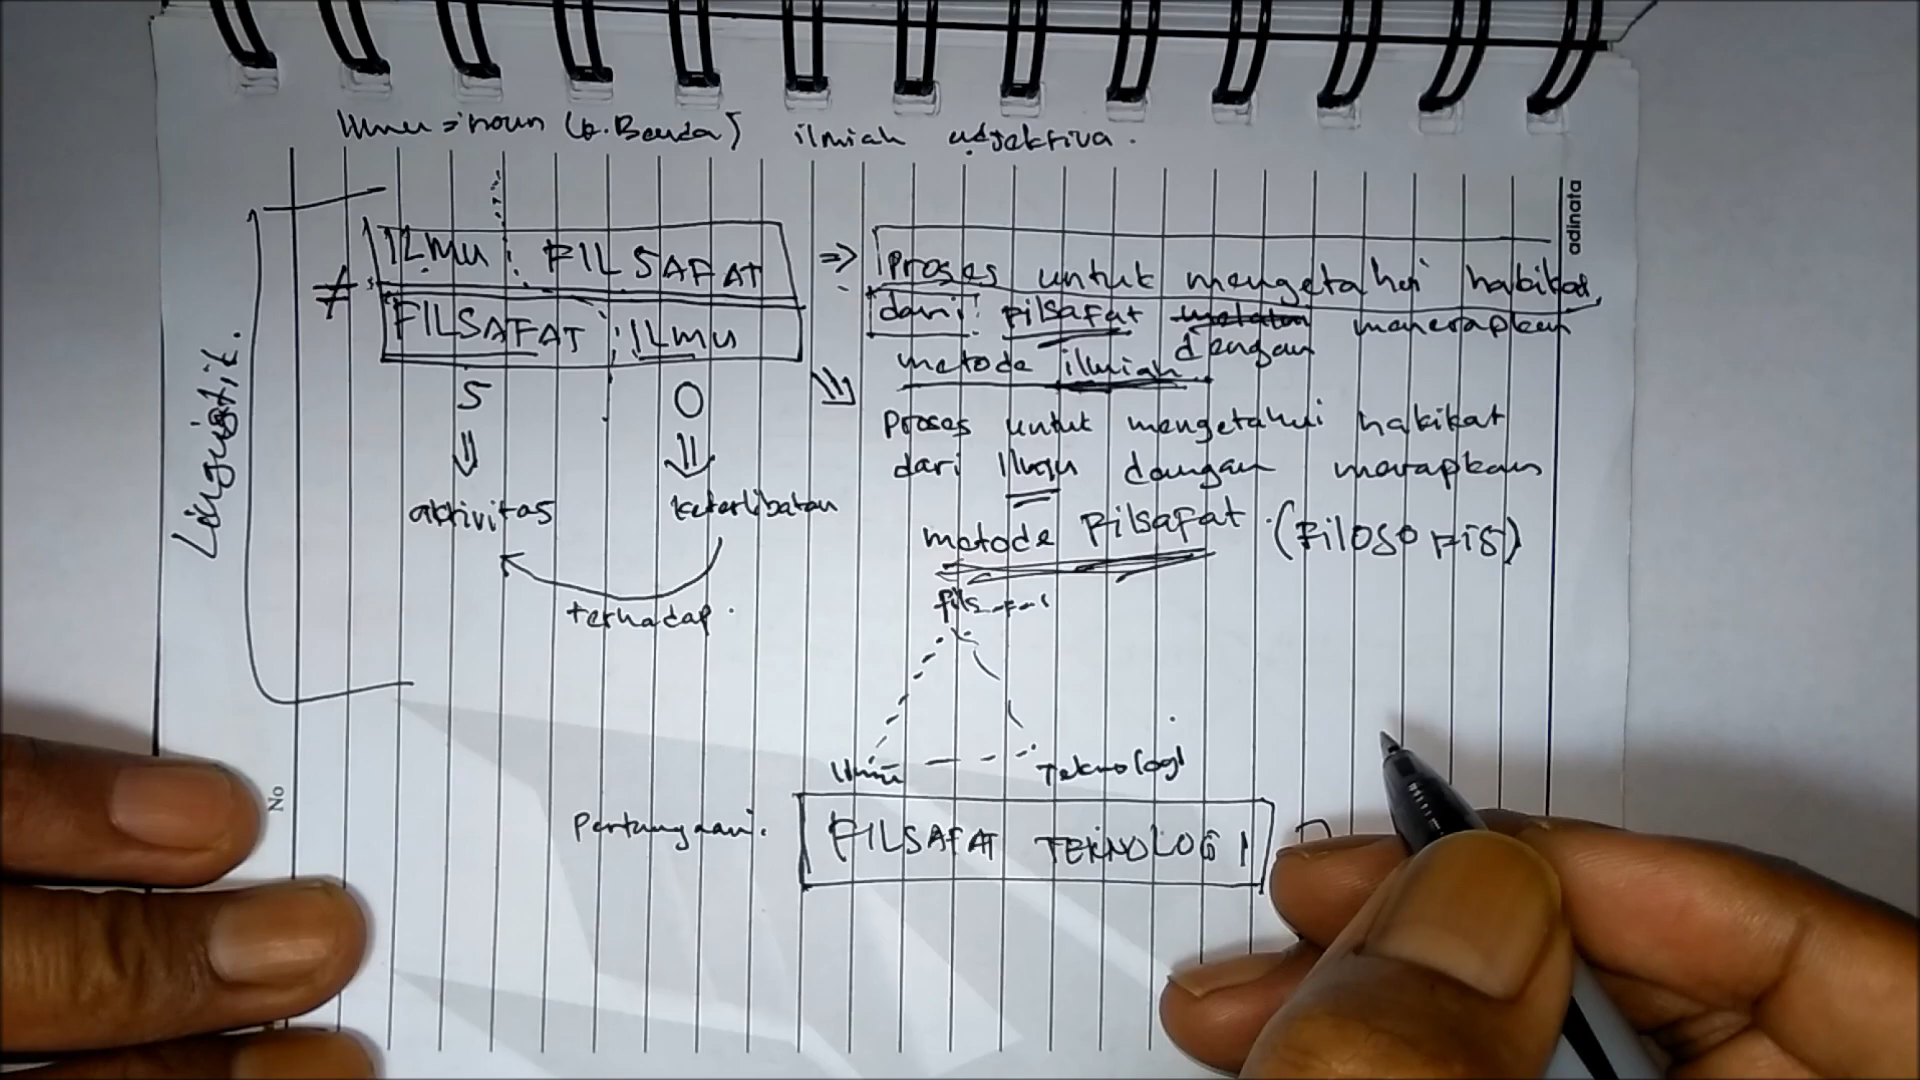 Ilmu => noun (k. Benda) ilmiah adjektiva.
adinata
ILMU : FILSAFAT => Proses untuk mengetahui hakikat
≠ FILSAFAT : ILMU dari filsafat dengan menerapkan
metode ilmiah
S O
Proses untuk mengetahui hakikat
dari Ilmu dengan merapkan
metode Filsafat. (Filosofis)
aktivitas keterlibatan
terhadap.
Linguistik.
Ilmu Teknologi
Pertanyaan: FILSAFAT TEKNOLOGI
No